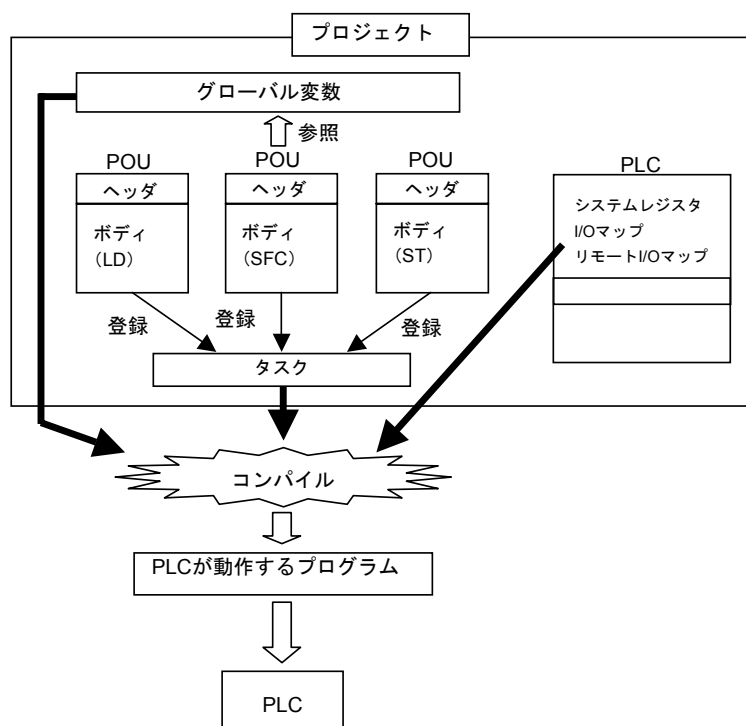 プロジェクト
グローバル変数
参照
POU
POU
POU
ヘッダ
ヘッダ
ヘッダ
ボディ
(LD)
ボディ
(SFC)
ボディ
(ST)
PLC
システムレジスタ
I/Oマップ
リモートI/Oマップ
登録
登録
登録
タスク
コンパイル
PLCが動作するプログラム
PLC